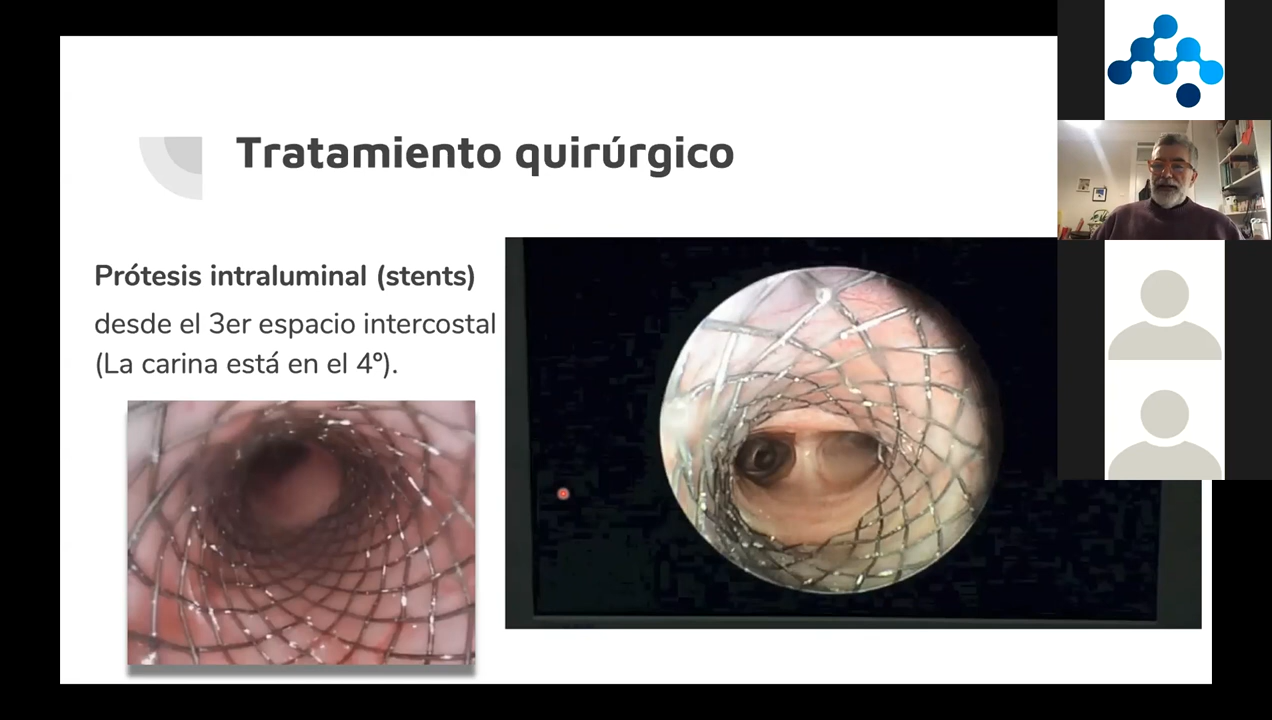 Tratamiento quirúrgico
Prótesis intraluminal (stents)
desde el 3er espacio intercostal
(La carina está en el 4º).